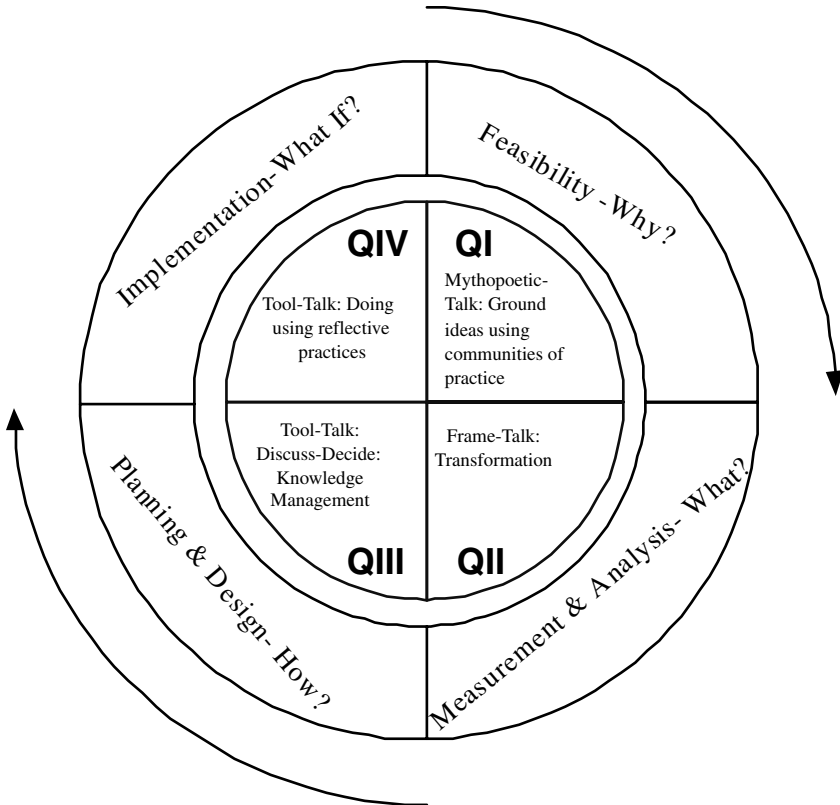 Implementation-What If?
Feasibility -Why?
QIV
QI
Tool-Talk: Doing
using reflective
practices
Mythopoetic-
Talk: Ground
ideas using
communities of
practice
Tool-Talk:
Discuss-Decide:
Knowledge
Management
Frame-Talk:
Transformation
QIII
QII
Planning & Design- How?
Measurement & Analysis- What?